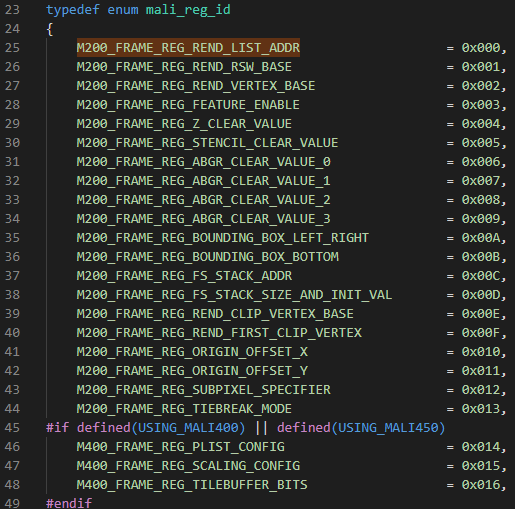 23 typedef enum mali_reg_id
24 {
25 M200_FRAME_REG_REND_LIST_ADDR = 0x000,
26 M200_FRAME_REG_REND_RSW_BASE = 0x001,
27 M200_FRAME_REG_REND_VERTEX_BASE = 0x002,
28 M200_FRAME_REG_FEATURE_ENABLE = 0x003,
29 M200_FRAME_REG_Z_CLEAR_VALUE = 0x004,
30 M200_FRAME_REG_STENCIL_CLEAR_VALUE = 0x005,
31 M200_FRAME_REG_ABGR_CLEAR_VALUE_0 = 0x006,
32 M200_FRAME_REG_ABGR_CLEAR_VALUE_1 = 0x007,
33 M200_FRAME_REG_ABGR_CLEAR_VALUE_2 = 0x008,
34 M200_FRAME_REG_ABGR_CLEAR_VALUE_3 = 0x009,
35 M200_FRAME_REG_BOUNDING_BOX_LEFT_RIGHT = 0x00A,
36 M200_FRAME_REG_BOUNDING_BOX_BOTTOM = 0x00B,
37 M200_FRAME_REG_FS_STACK_ADDR = 0x00C,
38 M200_FRAME_REG_FS_STACK_SIZE_AND_INIT_VAL = 0x00D,
39 M200_FRAME_REG_REND_CLIP_VERTEX_BASE = 0x00E,
40 M200_FRAME_REG_REND_FIRST_CLIP_VERTEX = 0x00F,
41 M200_FRAME_REG_ORIGIN_OFFSET_X = 0x010,
42 M200_FRAME_REG_ORIGIN_OFFSET_Y = 0x011,
43 M200_FRAME_REG_SUBPIXEL_SPECIFIER = 0x012,
44 M200_FRAME_REG_TIEBREAK_MODE = 0x013,
45 #if defined(USING_MALI400) || defined(USING_MALI450)
46 M400_FRAME_REG_PLIST_CONFIG = 0x014,
47 M400_FRAME_REG_SCALING_CONFIG = 0x015,
48 M400_FRAME_REG_TILEBUFFER_BITS = 0x016,
49 #endif